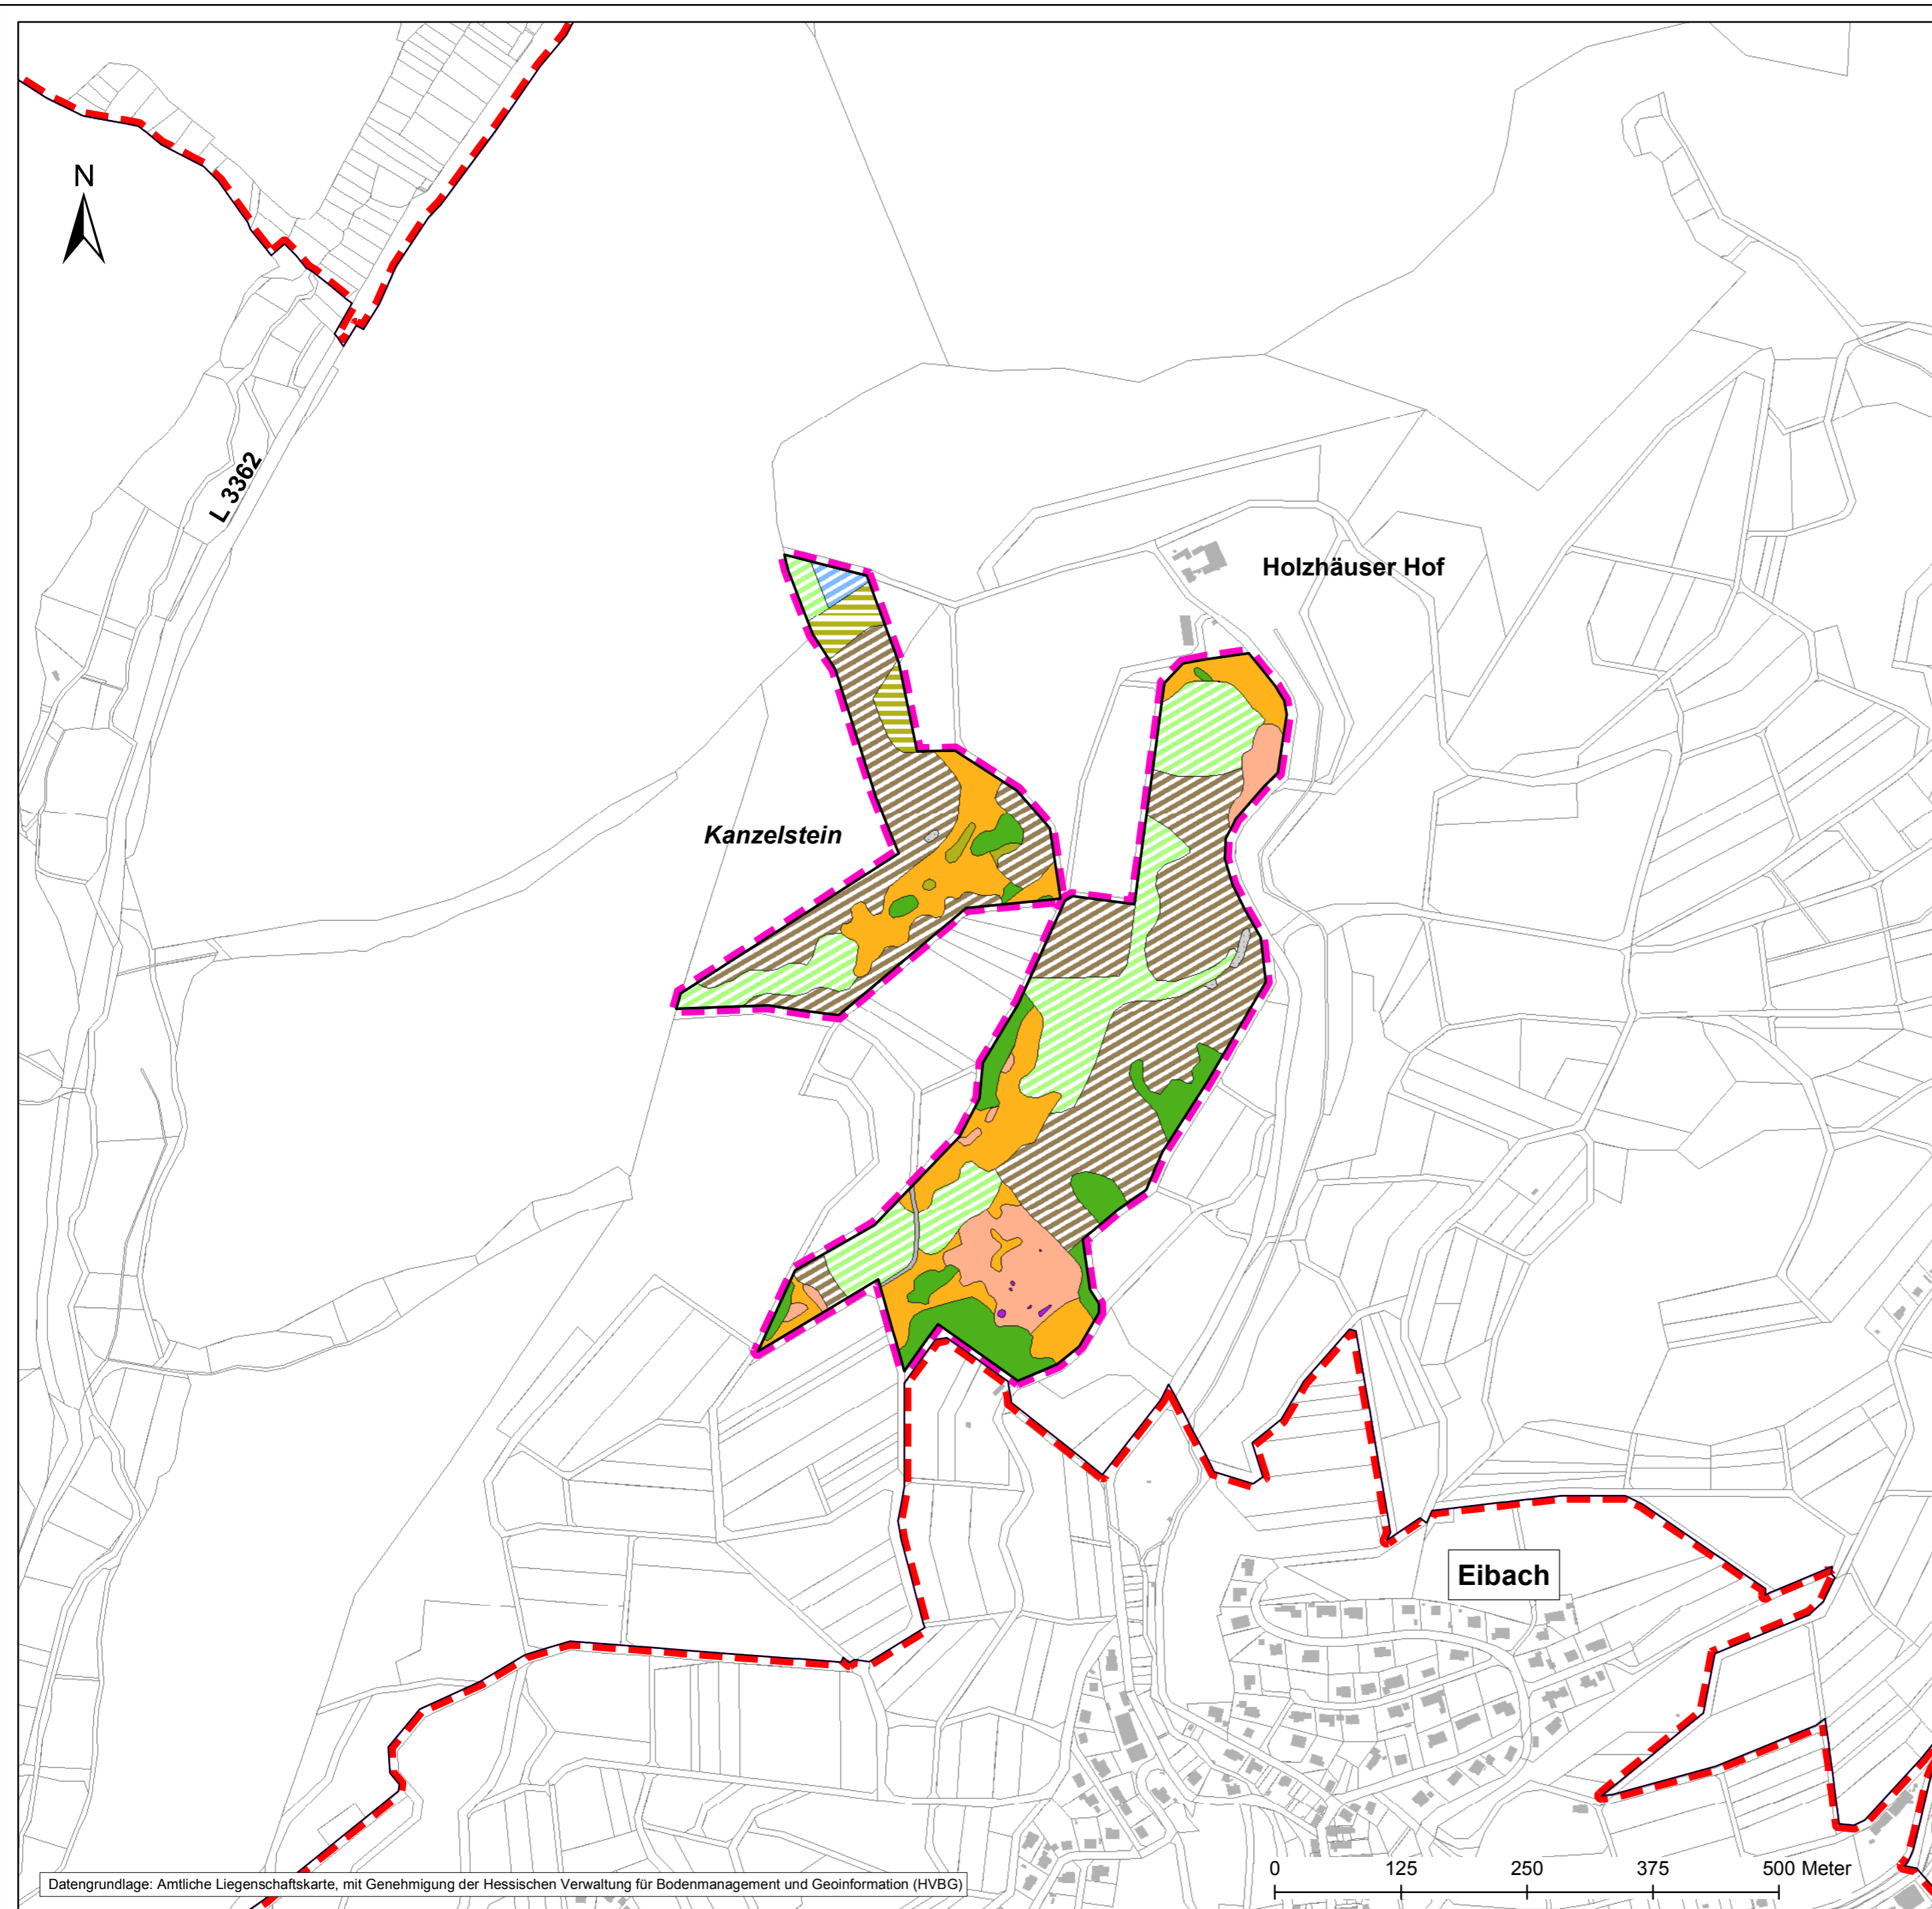 N
L 3362
Holzhäuser Hof
Kanzelstein
Eibach
0 125 250 375 500 Meter
Datengrundlage: Amtliche Liegenschaftskarte, mit Genehmigung der Hessischen Verwaltung für Bodenmanagement und Geoinformation (HVBG)